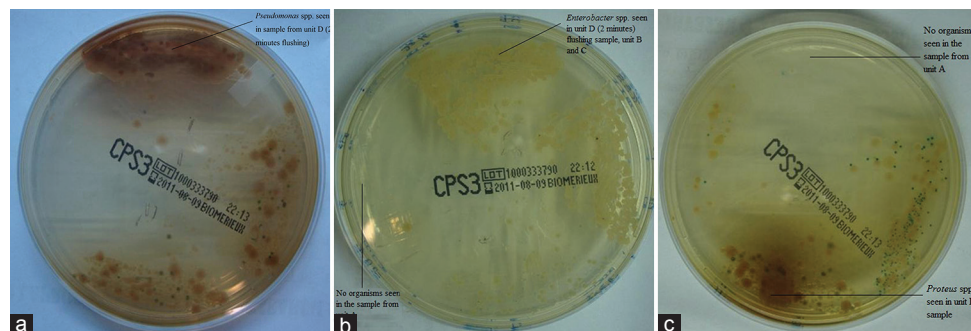 Pseudomonas spp. seen
in sample from unit D (2
minutes flushing)
CPS3 LOT 1000333790 22:13
2011-08-09 BIOMERIEUX
a
Enterobacter spp. seen
in unit D (2 minutes)
flushing sample, unit B
and C
CPS3 LOT 1000333790 22:12
2011-08-09 BIOMERIEUX
No organisms seen
in the sample from
b
No organism
seen in the
sample from
unit A
CPS3 LOT 1000333790 22:13
2011-08-09 BIOMERIEUX
Proteus spp
seen in unit
sample
c